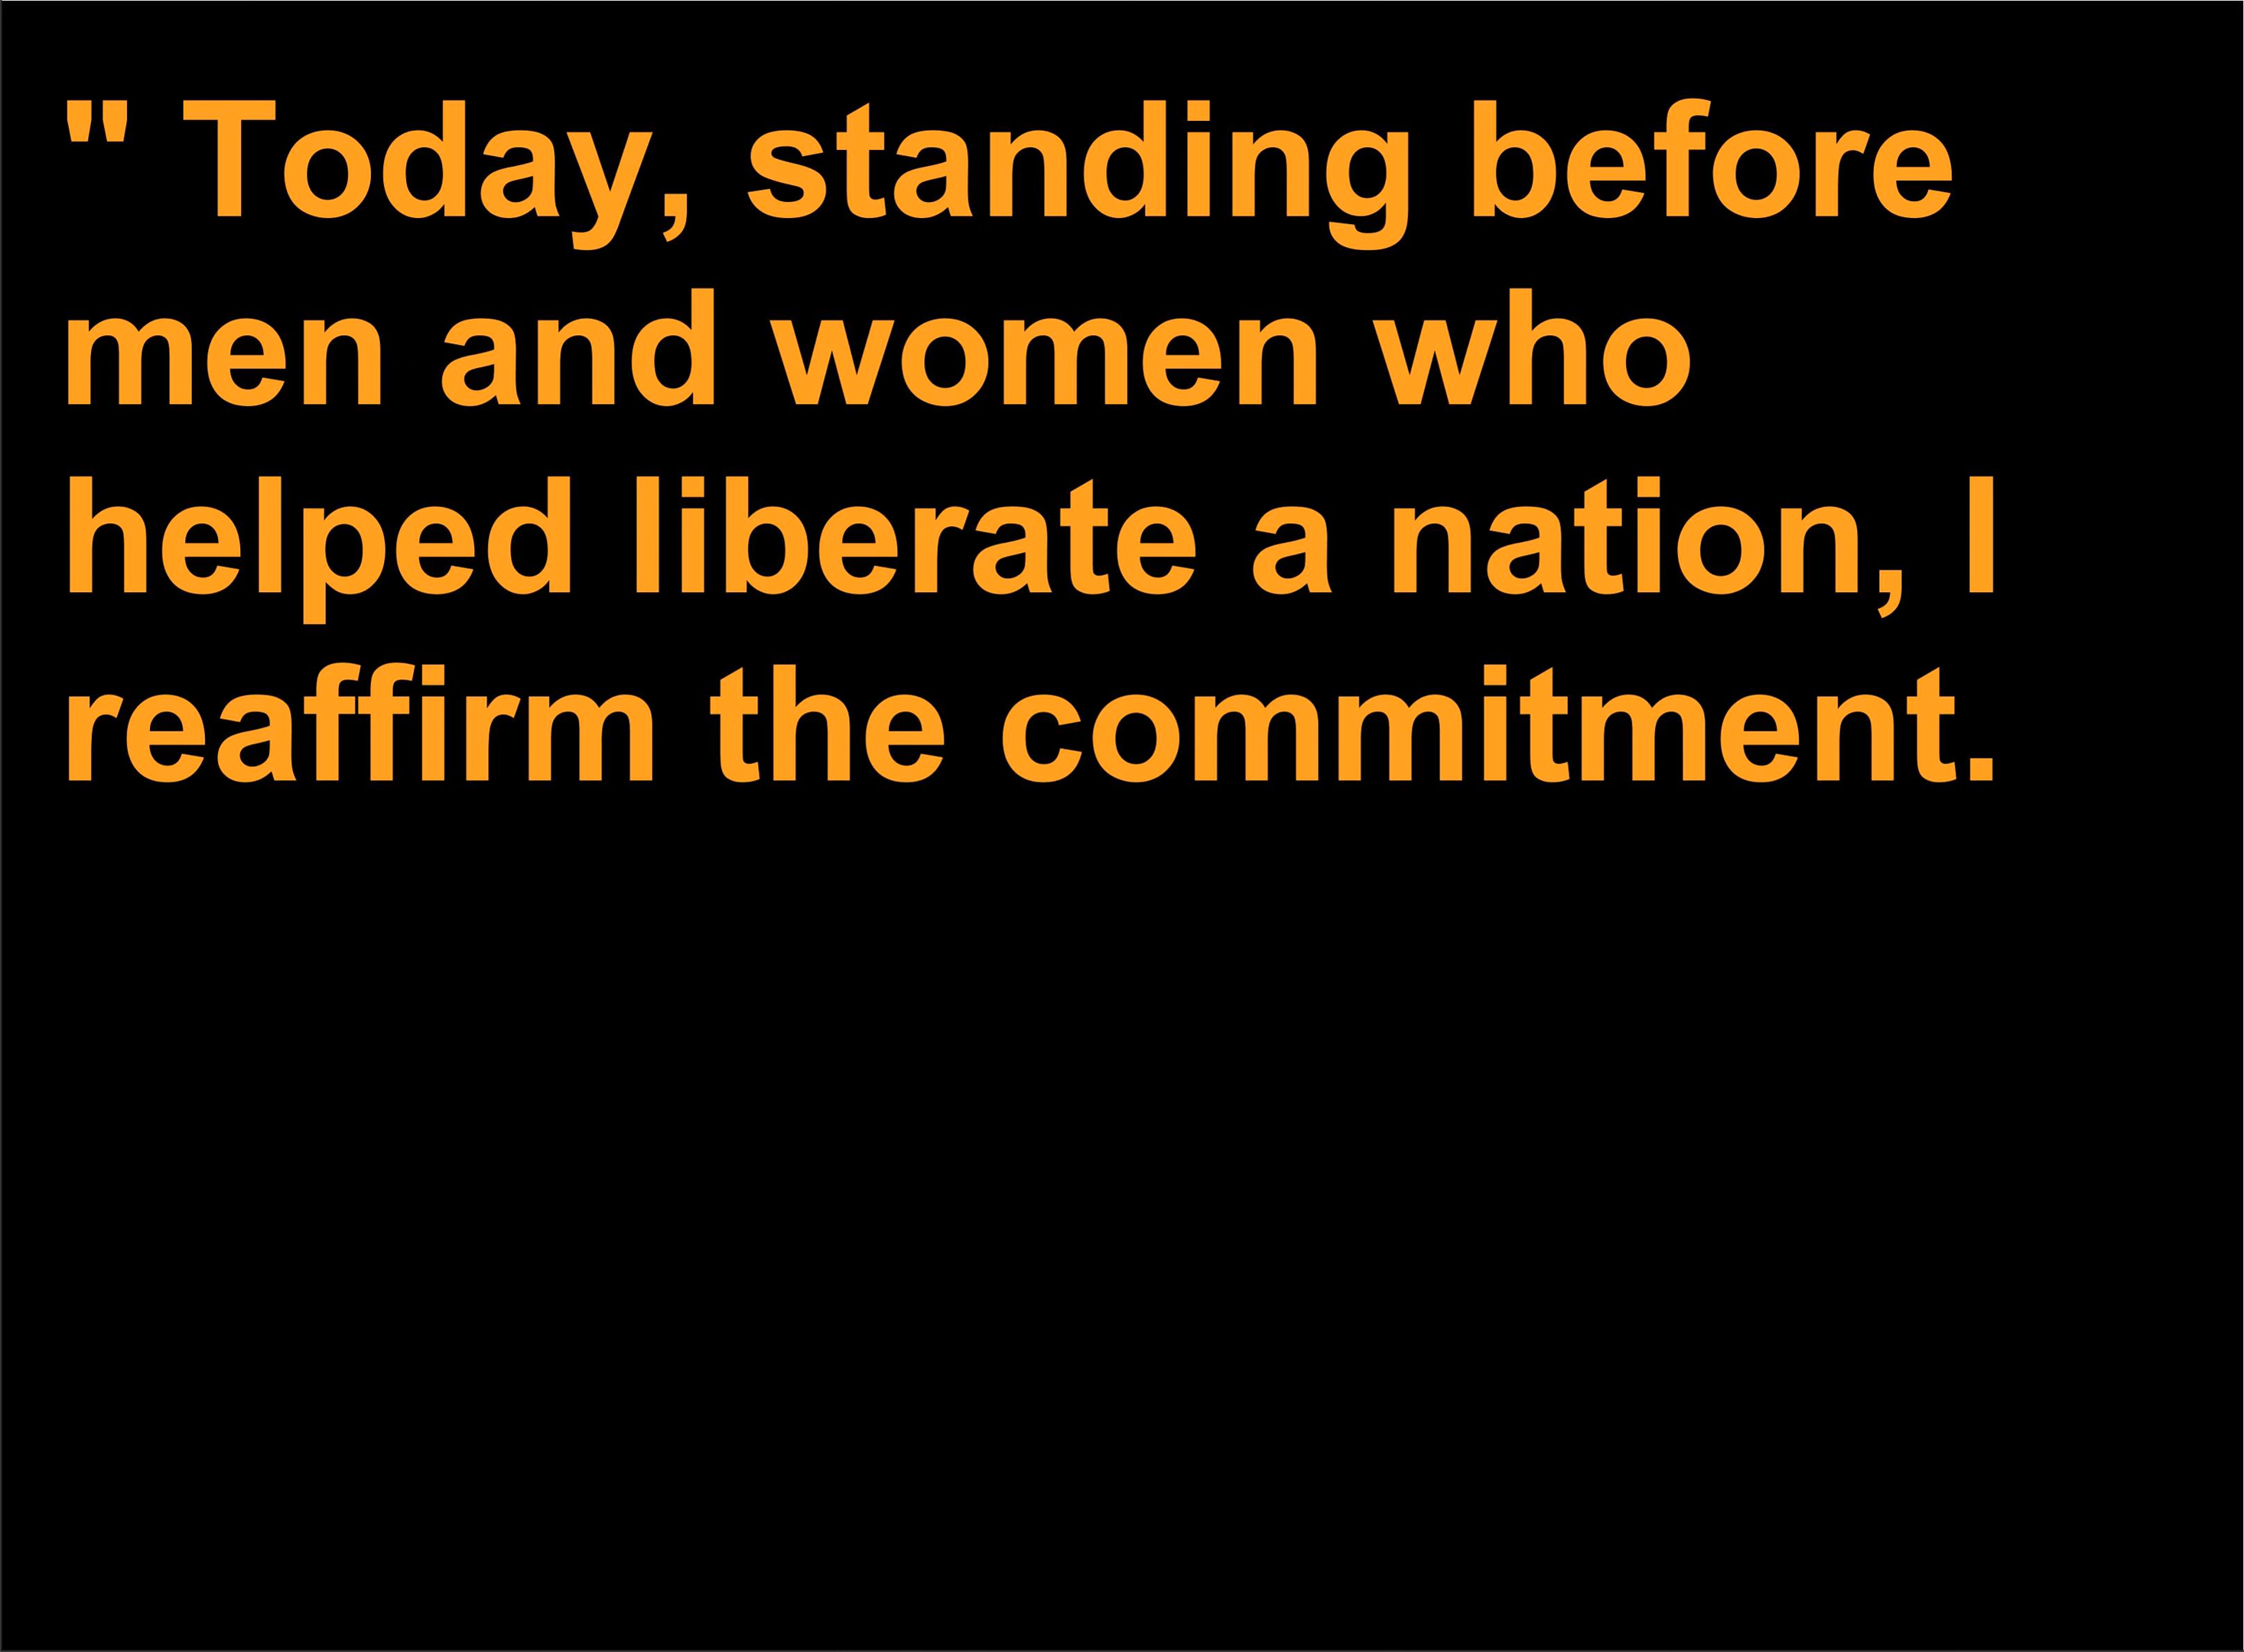 " Today, standing before
men and women who
helped liberate a nation, I
reaffirm the commitment.